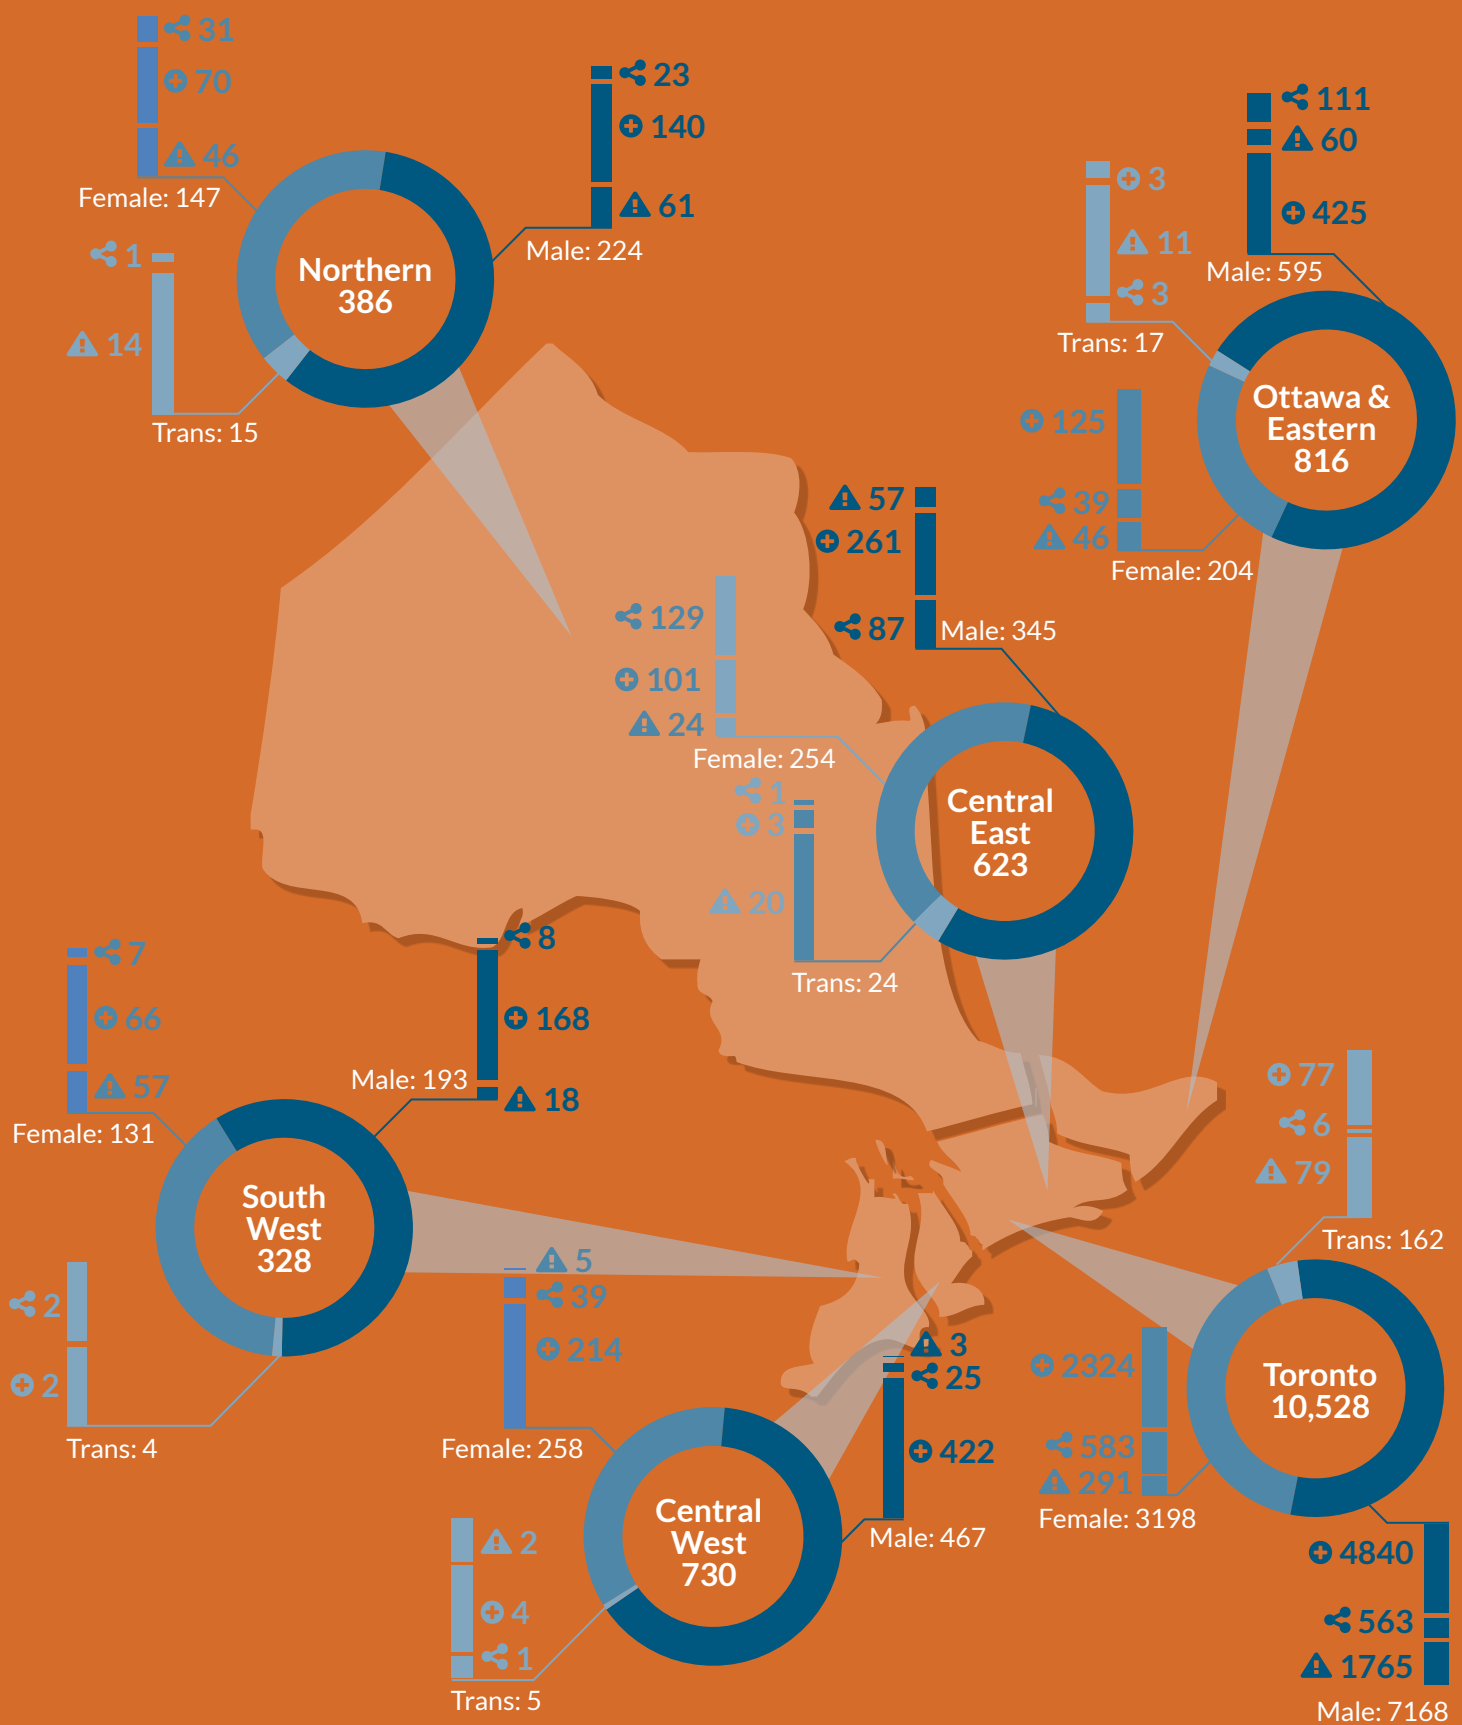 31
70
46
Female: 147
23
140
61
Male: 224
1
14
Trans: 15
Northern
386
111
60
425
Male: 595
3
11
3
Trans: 17
125
39
46
Female: 204
Ottawa &
Eastern
816
57
261
87
Male: 345
129
101
24
Female: 254
1
3
20
Trans: 24
Central
East
623
7
66
57
Female: 131
8
168
18
Male: 193
2
2
Trans: 4
South
West
328
5
39
214
Female: 258
3
25
422
Male: 467
2
4
1
Trans: 5
Central
West
730
77
6
79
Trans: 162
2324
583
291
Female: 3198
Toronto
10,528
4840
563
1765
Male: 7168